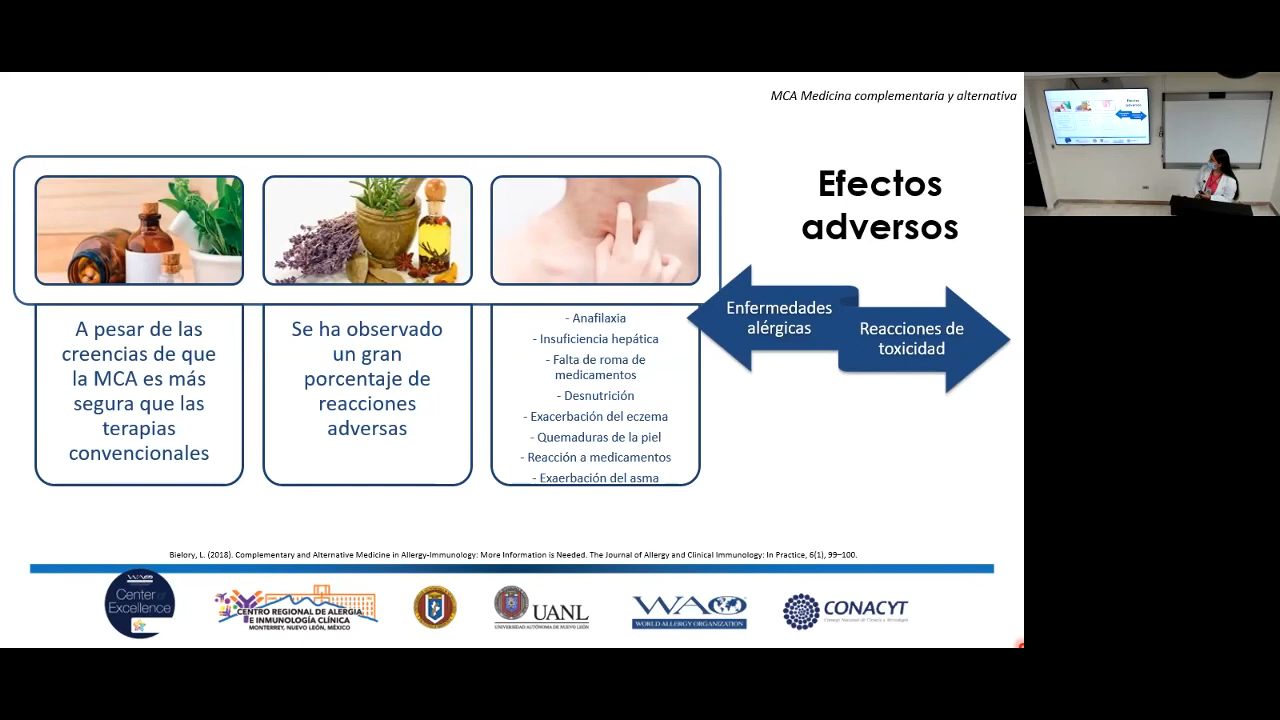 MCA Medicina complementaria y alternativa
Efectos
adversos
A pesar de las
creencias de que
la MCA es más
segura que las
terapias
convencionales
Se ha observado
un gran
porcentaje de
reacciones
adversas
- Anafilaxia
- Insuficiencia hepática
- Falta de roma de
medicamentos
- Desnutrición
- Exacerbación del eczema
- Quemaduras de la piel
- Reacción a medicamentos
- Exaerbación del asma
Enfermedades
alérgicas
Reacciones de
toxicidad
Bielory, L. (2018). Complementary and Alternative Medicine in Allergy-Immunology: More Information is Needed. The Journal of Allergy and Clinical Immunology: In Practice, 6(1), 99–100.
WAO
Center of
Excellence
CENTRO REGIONAL DE ALERGIA
E INMUNOLOGÍA CLÍNICA
MONTERREY, NUEVO LEÓN, MÉXICO
UANL
UNIVERSIDAD AUTÓNOMA DE NUEVO LEÓN
WAO
WORLD ALLERGY ORGANIZATION
CONACYT
Consejo Nacional de Ciencia y Tecnología
Efectos
adversos